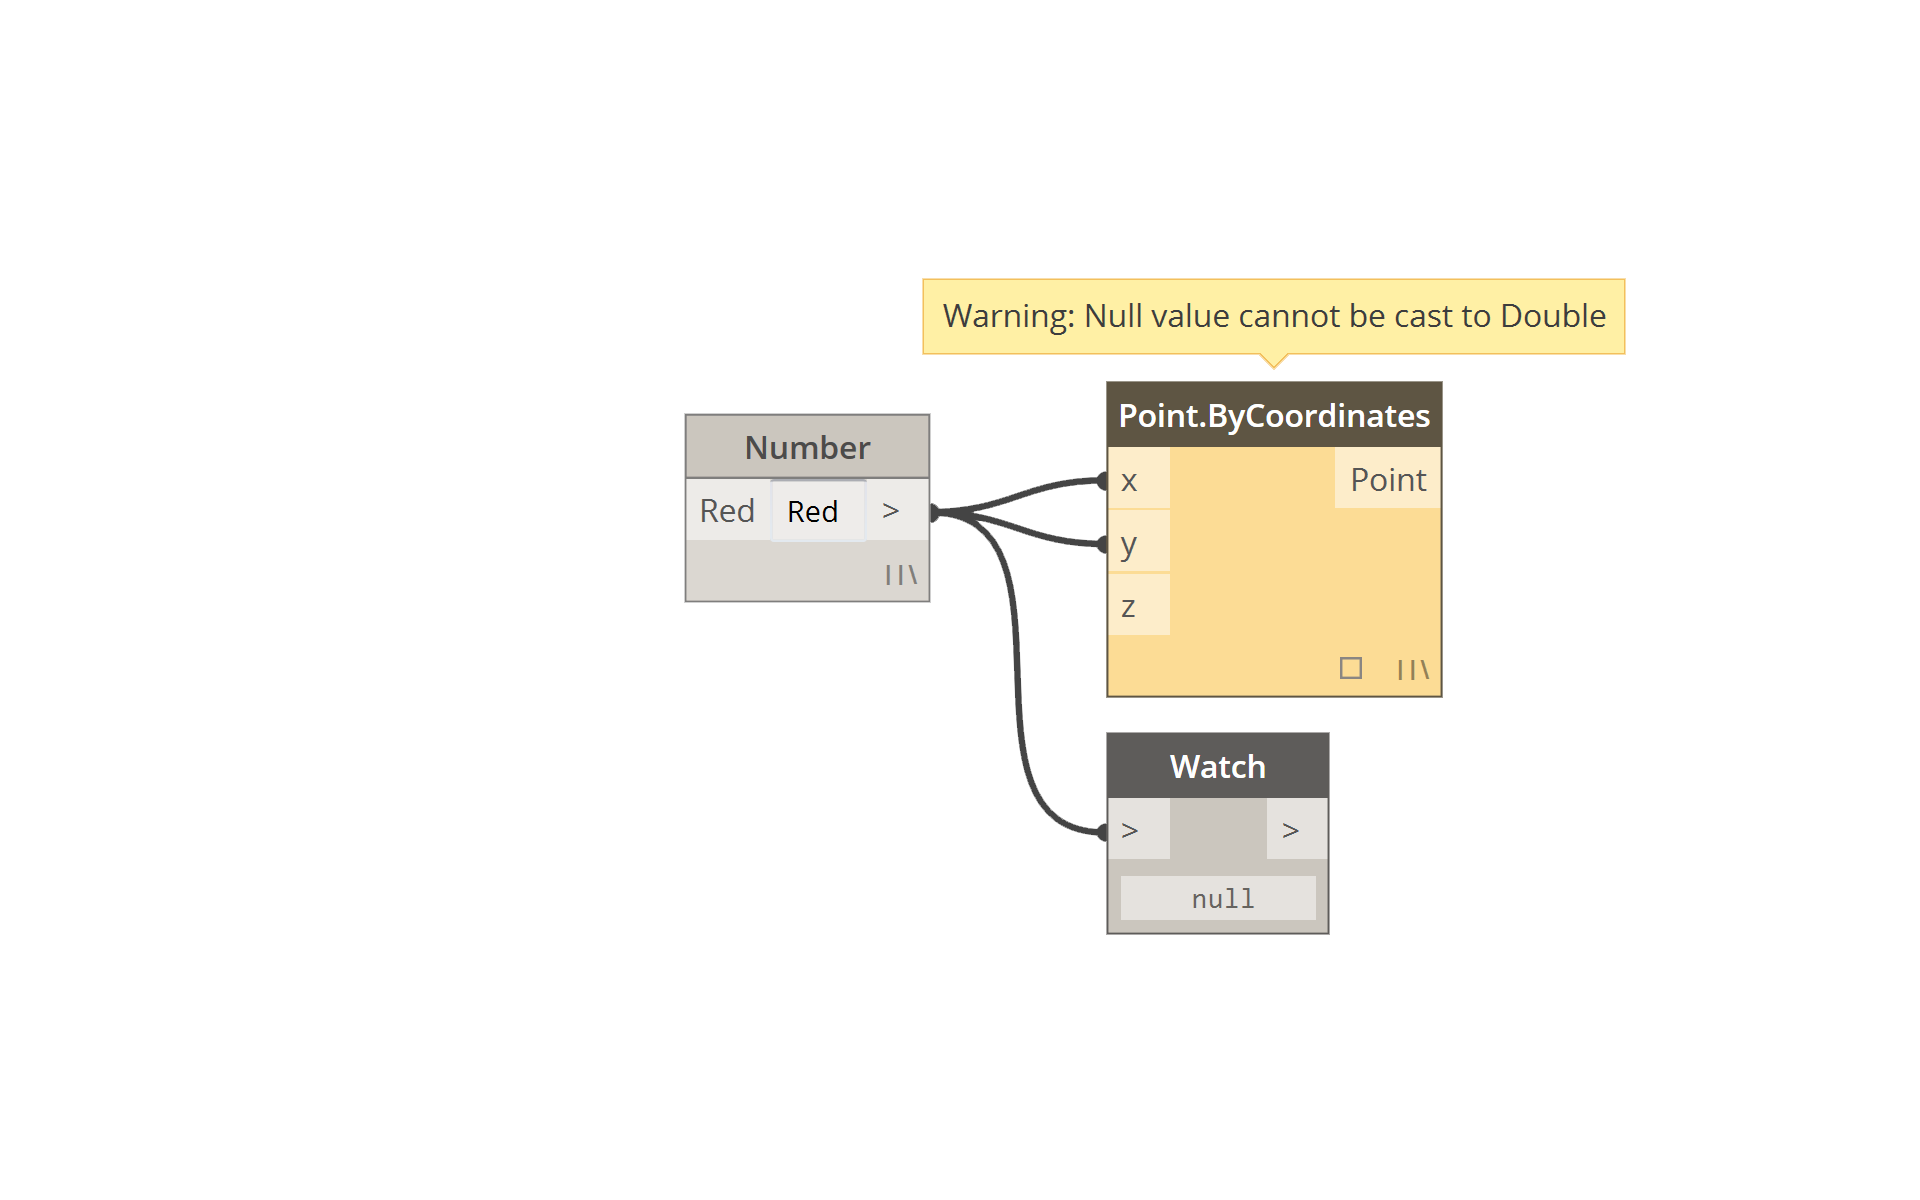 Warning: Null value cannot be cast to Double
Number
Red Red >
||\
Point.ByCoordinates
x Point
y
z
||\
Watch
> >
null